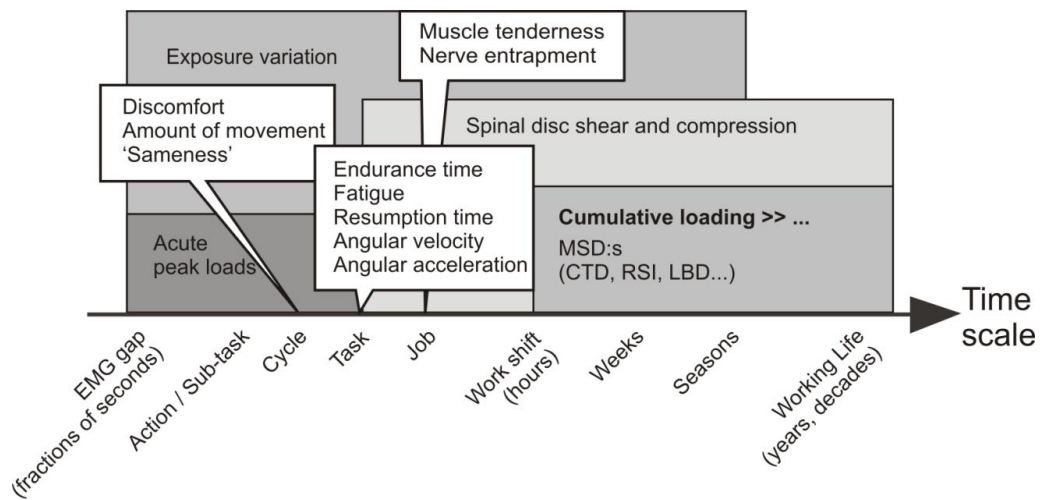 Exposure variation
Muscle tenderness
Nerve entrapment
Discomfort
Amount of movement
‘Sameness’
Spinal disc shear and compression
Endurance time
Fatigue
Resumption time
Angular velocity
Angular acceleration
Acute
peak loads
Cumulative loading >> ...
MSD:s
(CTD, RSI, LBD...)
Time
scale
EMG gap
(fractions of seconds)
Action / Sub-task
Cycle
Task
Job
Work shift
(hours)
Weeks
Seasons
Working Life
(years, decades)